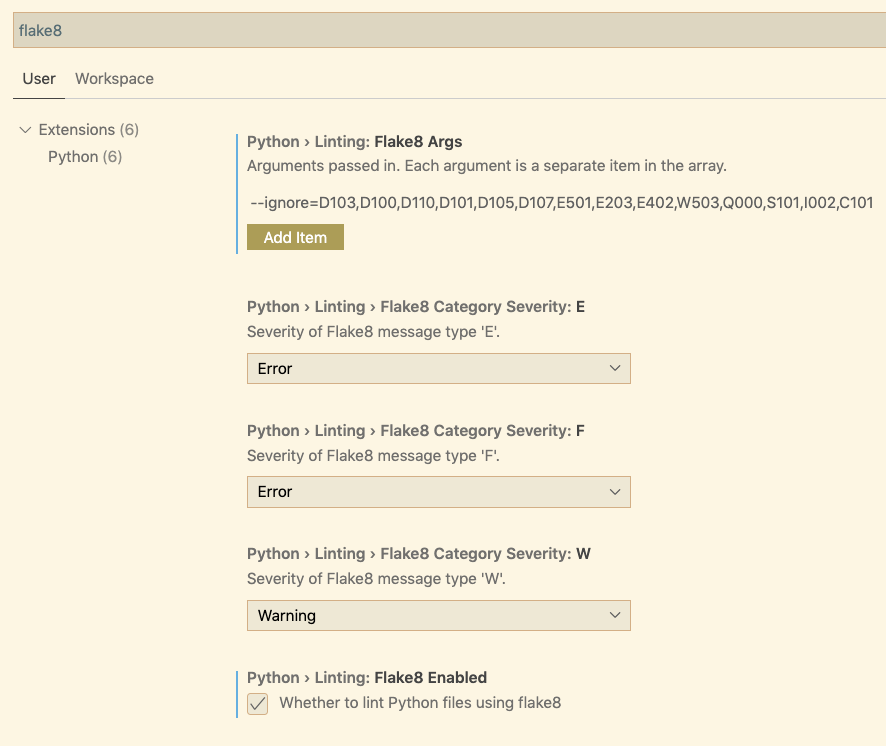 flake8
User Workspace
Extensions (6)
Python (6)
Python › Linting: Flake8 Args
Arguments passed in. Each argument is a separate item in the array.
--ignore=D103,D100,D110,D101,D105,D107,E501,E203,E402,W503,Q000,S101,I002,C101
Add Item
Python › Linting › Flake8 Category Severity: E
Severity of Flake8 message type 'E'.
Error
Python › Linting › Flake8 Category Severity: F
Severity of Flake8 message type 'F'.
Error
Python › Linting › Flake8 Category Severity: W
Severity of Flake8 message type 'W'.
Warning
Python › Linting: Flake8 Enabled
Whether to lint Python files using flake8